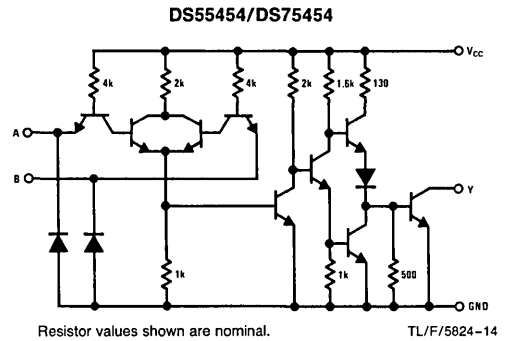 DS55454/DS75454
VCC
4k
2k
4k
2k
1.6k
130
A
B
Y
1k
1k
500
GND
Resistor values shown are nominal.
TL/F/5824-14